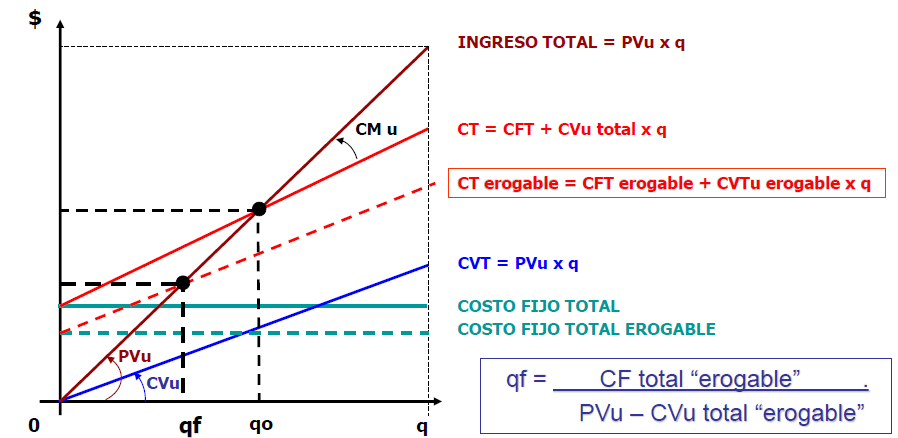 $
INGRESO TOTAL = PVu x q
CM u
CT = CFT + CVu total x q
CT erogable = CFT erogable + CVTu erogable x q
CVT = PVu x q
COSTO FIJO TOTAL
COSTO FIJO TOTAL EROGABLE
PVu
CVu
qf = CF total “erogable” .
PVu – CVu total “erogable”
0
qf
qo
q